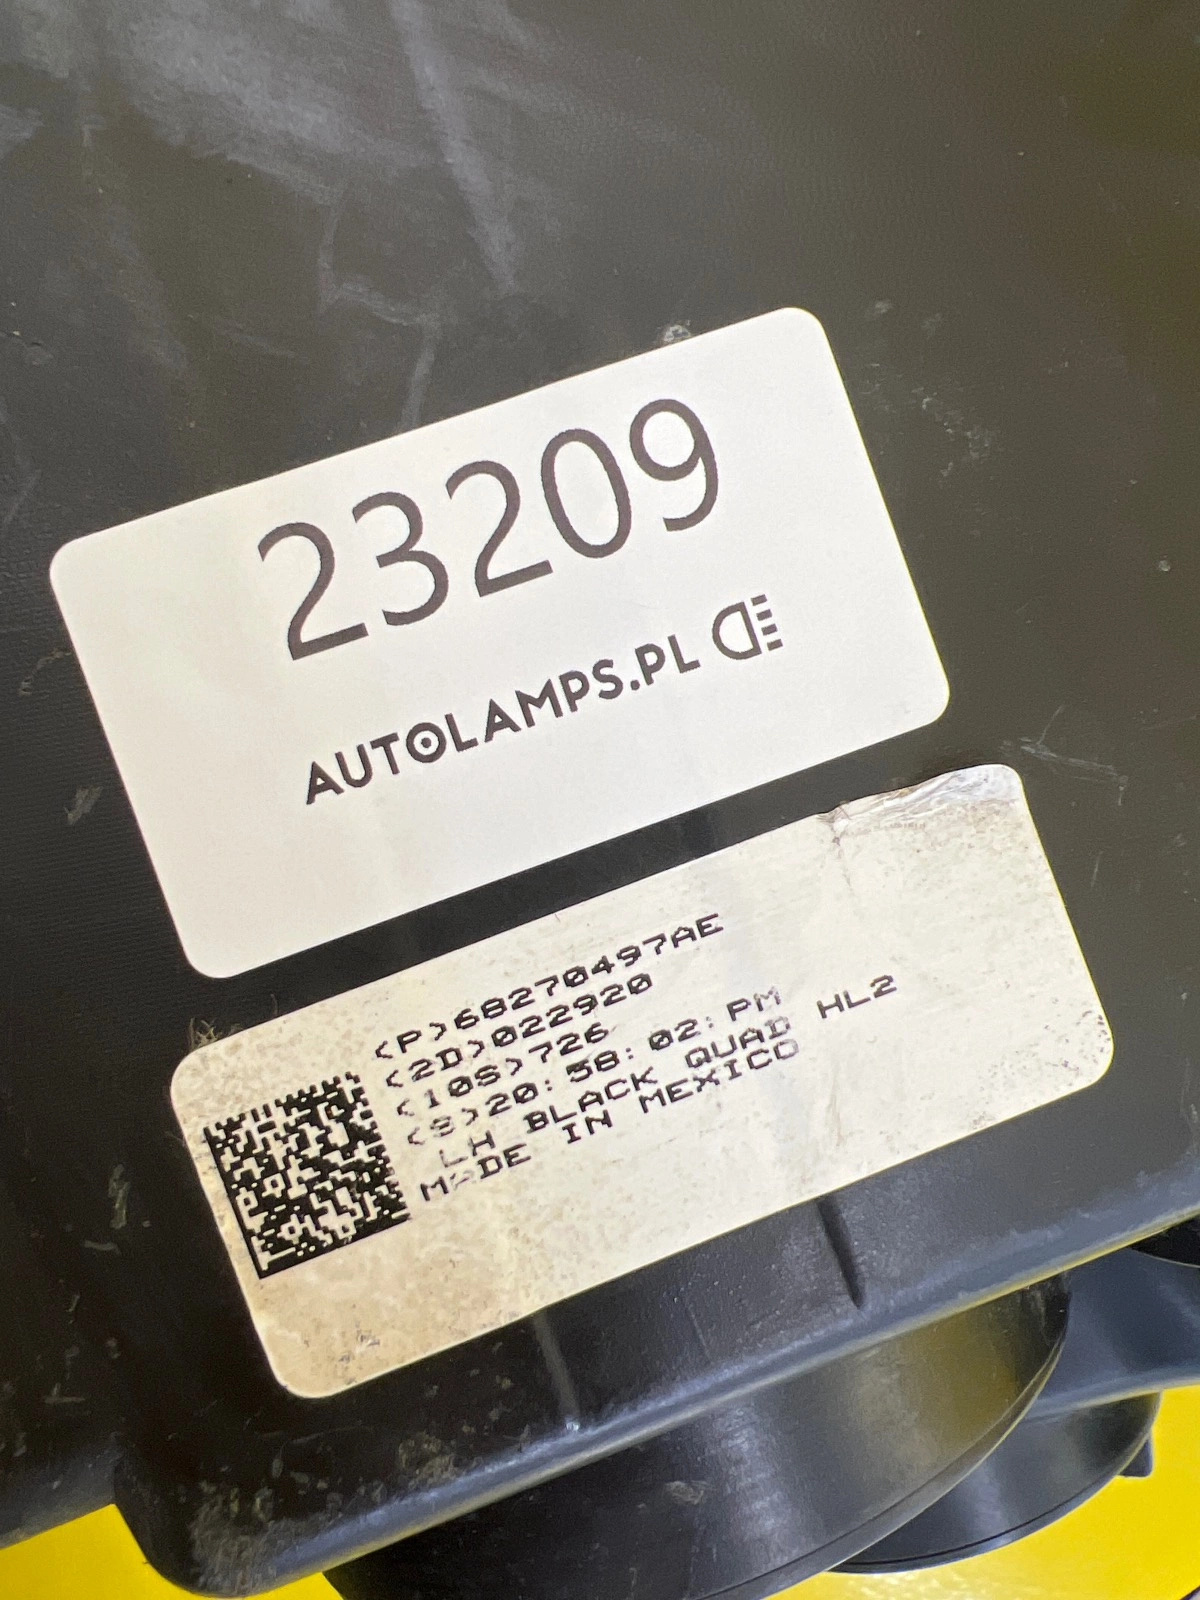 23209
AUTOLAMPS.PL
<P>68270497AE
<2D>022920
<10S>726
<S>20:58:02:PM
LH BLACK QUAD HL2
MADE IN MEXICO